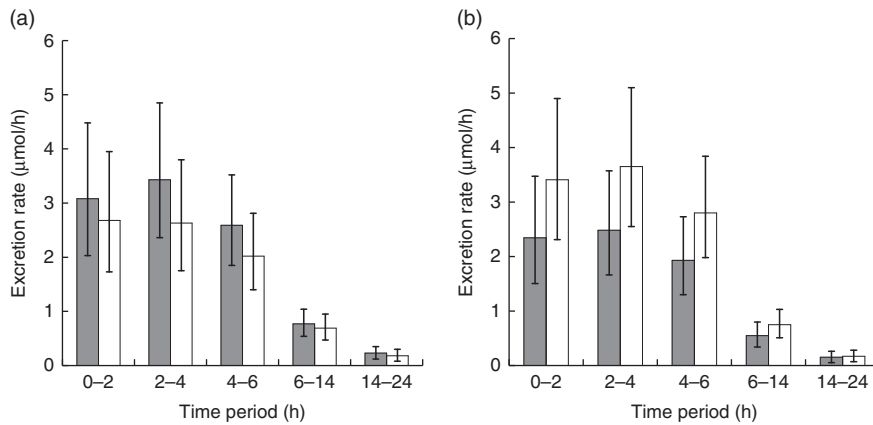 (a)
6
5
4
3
2
1
0
Excretion rate (μmol/h)
0–2 2–4 4–6 6–14 14–24
Time period (h)
(b)
6
5
4
3
2
1
0
Excretion rate (μmol/h)
0–2 2–4 4–6 6–14 14–24
Time period (h)